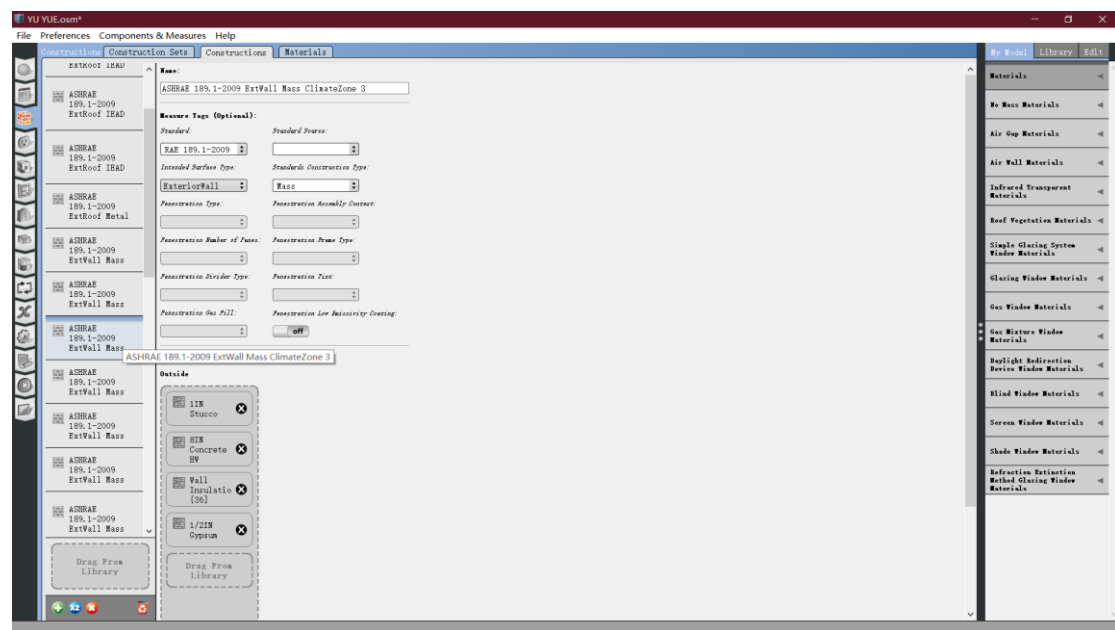 YU YUE.osm*
File Preferences Components & Measures Help
Constructions Construction Sets Constructions Materials
My Model Library Edit
ExtRoof IEAD
ASHRAE
189.1-2009
ExtRoof IEAD
ASHRAE
189.1-2009
ExtRoof IEAD
ASHRAE
189.1-2009
ExtRoof Metal
ASHRAE
189.1-2009
ExtWall Mass
ASHRAE
189.1-2009
ExtWall Mass
ASHRAE
189.1-2009
ExtWall Mass
ASHRAE 189.1-2009 ExtWall Mass ClimateZone 3
ASHRAE
189.1-2009
ExtWall Mass
ASHRAE
189.1-2009
ExtWall Mass
ASHRAE
189.1-2009
ExtWall Mass
ASHRAE
189.1-2009
ExtWall Mass
Drag From
Library
x2
Name:
ASHRAE 189.1-2009 ExtWall Mass ClimateZone 3
Measure Tags (Optional):
Standard: Standard Source:
RAE 189.1-2009
Intended Surface Type: Standards Construction Type:
ExteriorWall Mass
Fenestration Type: Fenestration Assembly Context:
Fenestration Number of Panes: Fenestration Frame Type:
Fenestration Divider Type: Fenestration Tint:
Fenestration Gas Fill: Fenestration Low Emissivity Coating:
off
Outside
1IN
Stucco
8IN
Concrete
HW
Wall
Insulatio
[36]
1/2IN
Gypsum
Drag From
Library
Materials
No Mass Materials
Air Gap Materials
Air Wall Materials
Infrared Transparent
Materials
Roof Vegetation Materials
Simple Glazing System
Window Materials
Glazing Window Materials
Gas Window Materials
Gas Mixture Window
Materials
Daylight Redirection
Device Window Materials
Blind Window Materials
Screen Window Materials
Shade Window Materials
Refraction Extinction
Method Glazing Window
Materials